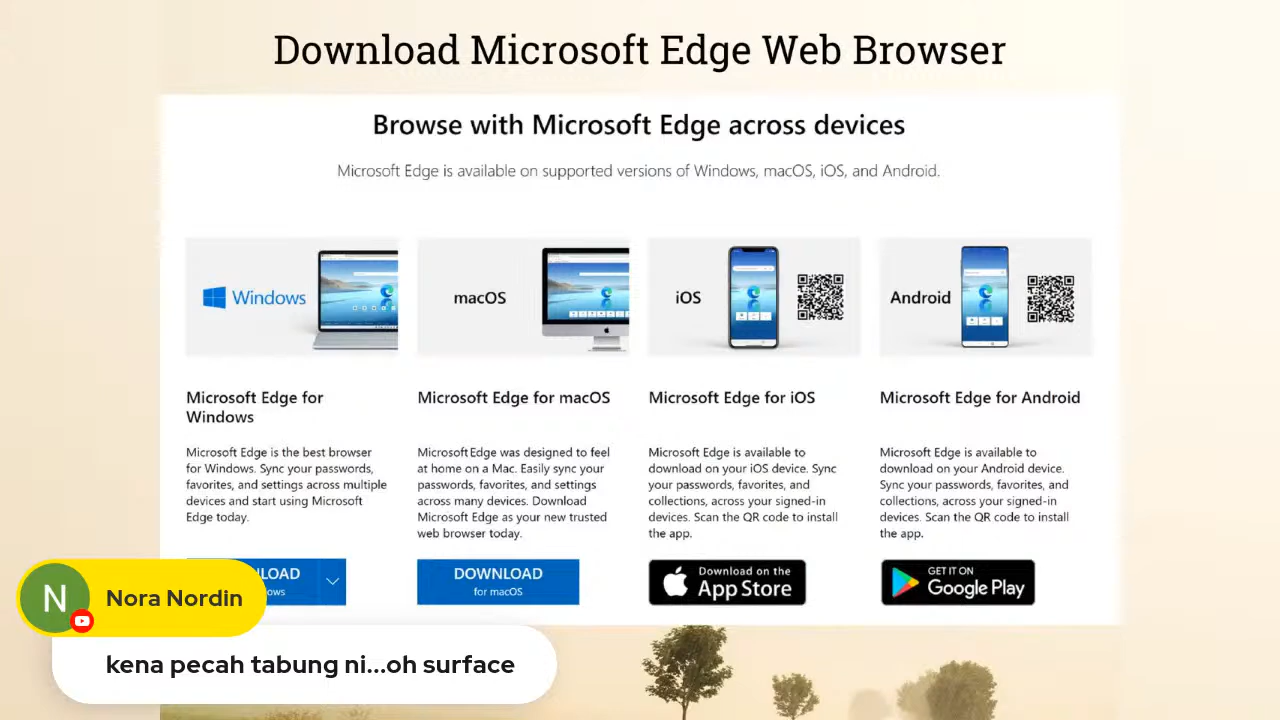 Download Microsoft Edge Web Browser
Browse with Microsoft Edge across devices
Microsoft Edge is available on supported versions of Windows, macOS, iOS, and Android.
Windows
macOS
iOS
Android
Microsoft Edge for
Windows
Microsoft Edge is the best browser
for Windows. Sync your passwords,
favorites, and settings across multiple
devices and start using Microsoft
Edge today.
Microsoft Edge for macOS
Microsoft Edge was designed to feel
at home on a Mac. Easily sync your
passwords, favorites, and settings
across many devices. Download
Microsoft Edge as your new trusted
web browser today.
DOWNLOAD
for macOS
Microsoft Edge for iOS
Microsoft Edge is available to
download on your iOS device. Sync
your passwords, favorites, and
collections, across your signed-in
devices. Scan the QR code to install
the app.
Download on the
App Store
Microsoft Edge for Android
Microsoft Edge is available to
download on your Android device.
Sync your passwords, favorites, and
collections, across your signed-in
devices. Scan the QR code to install
the app.
GET IT ON
Google Play
N
Nora Nordin
kena pecah tabung ni...oh surface